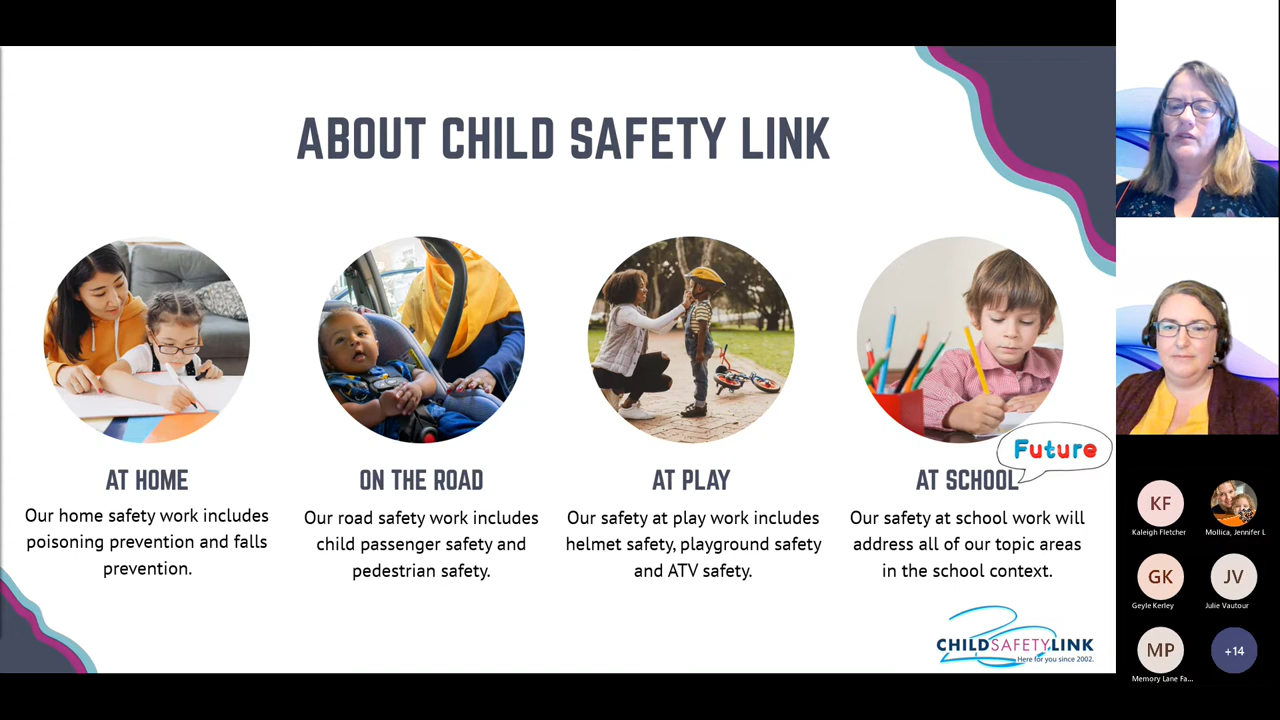 ABOUT CHILD SAFETY LINK
AT HOME
Our home safety work includes
poisoning prevention and falls
prevention.
ON THE ROAD
Our road safety work includes
child passenger safety and
pedestrian safety.
AT PLAY
Our safety at play work includes
helmet safety, playground safety
and ATV safety.
Future
AT SCHOOL
Our safety at school work will
address all of our topic areas
in the school context.
20
CHILDSAFETYLINK
Here for you since 2002.
KF
Kaleigh Fletcher
Mollica, Jennifer L
GK
Geyle Kerley
JV
Julie Vautour
MP
Memory Lane Fa...
+14